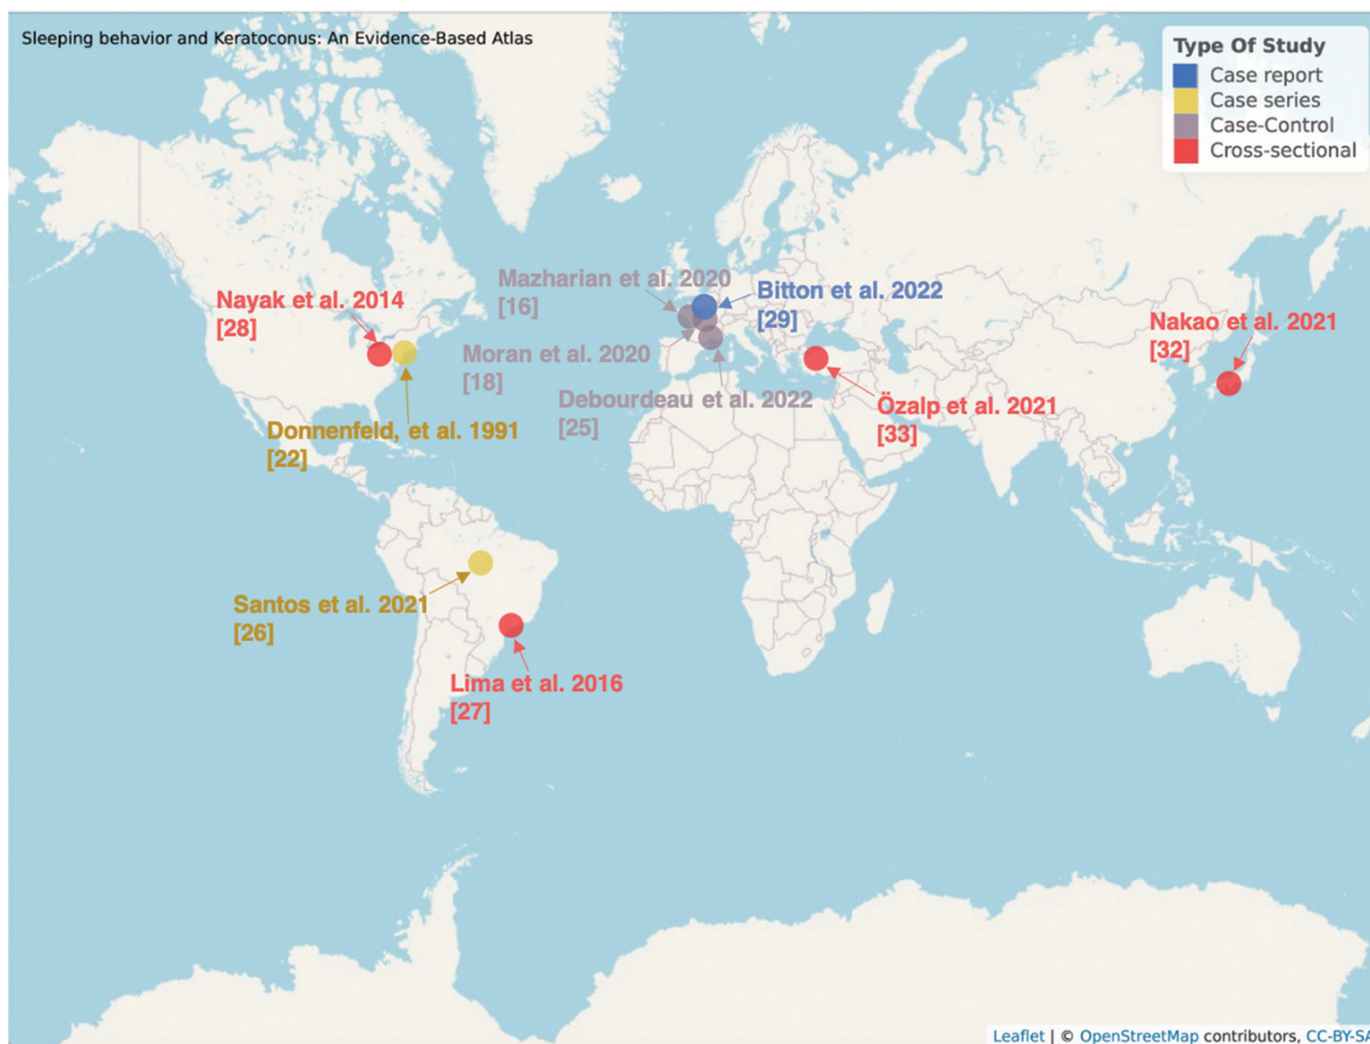 Sleeping behavior and Keratoconus: An Evidence-Based Atlas
Type Of Study
Case report
Case series
Case-Control
Cross-sectional
Mazharian et al. 2020
[16]
Bitton et al. 2022
[29]
Nayak et al. 2014
[28]
Nakao et al. 2021
[32]
Moran et al. 2020
[18]
Debourdeau et al. 2022
[25]
Özalp et al. 2021
[33]
Donnenfeld, et al. 1991
[22]
Santos et al. 2021
[26]
Lima et al. 2016
[27]
Leaflet | © OpenStreetMap contributors, CC-BY-SA